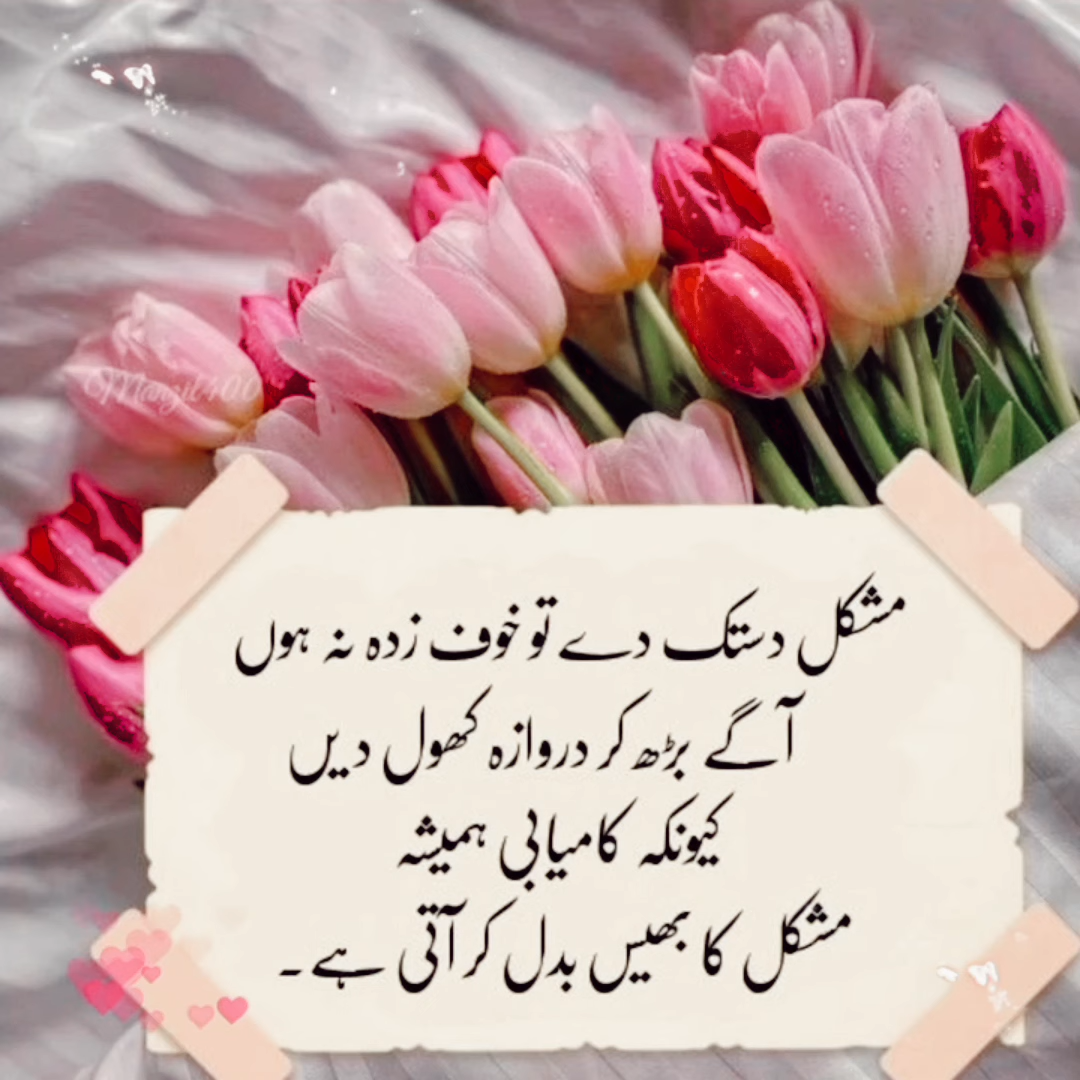 Manzil400
مشکل دستک دے تو خوف زدہ نہ ہوں
آگے بڑھ کر دروازہ کھول دیں
کیونکہ کامیابی ہمیشہ
مشکل کا بھیس بدل کر آتی ہے۔